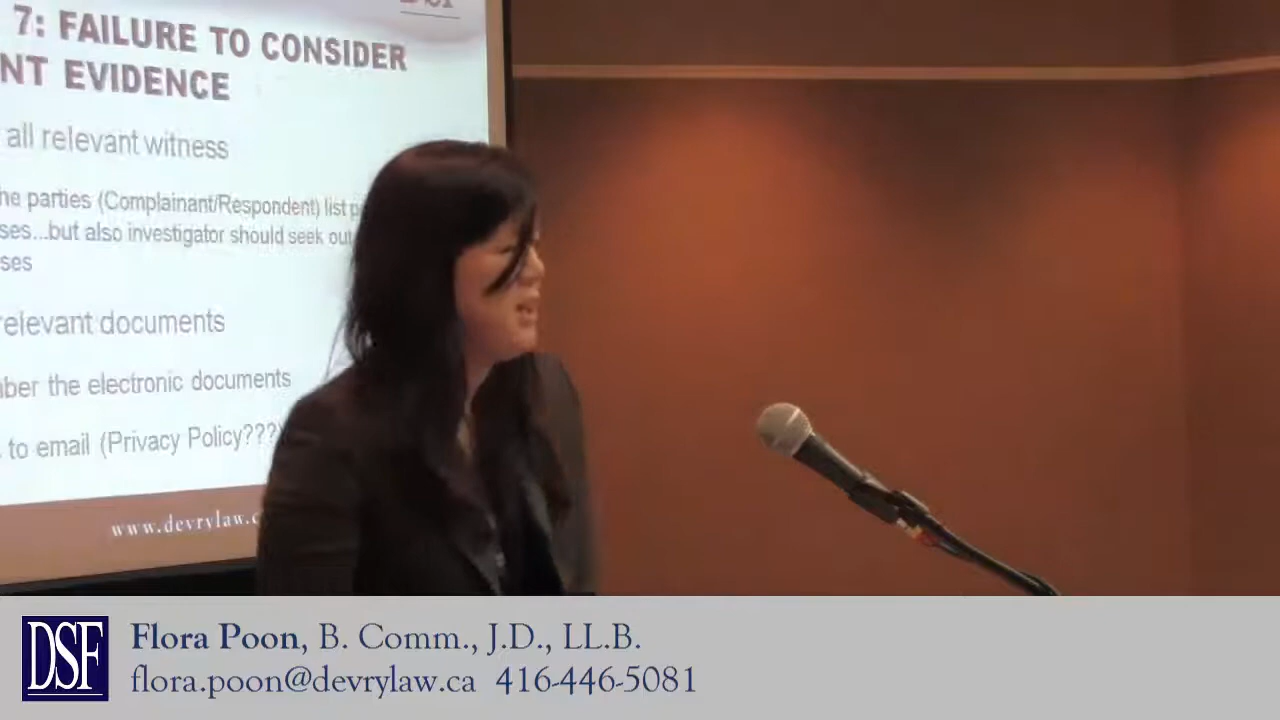 7: FAILURE TO CONSIDER
NT EVIDENCE
all relevant witness
he parties (Complainant/Respondent) list p
ses...but also investigator should seek out
ses
relevant documents
ber the electronic documents
to email (Privacy Policy???)
www.devrylaw.c
DSF
Flora Poon, B. Comm., J.D., LL.B.
flora.poon@devrylaw.ca 416-446-5081